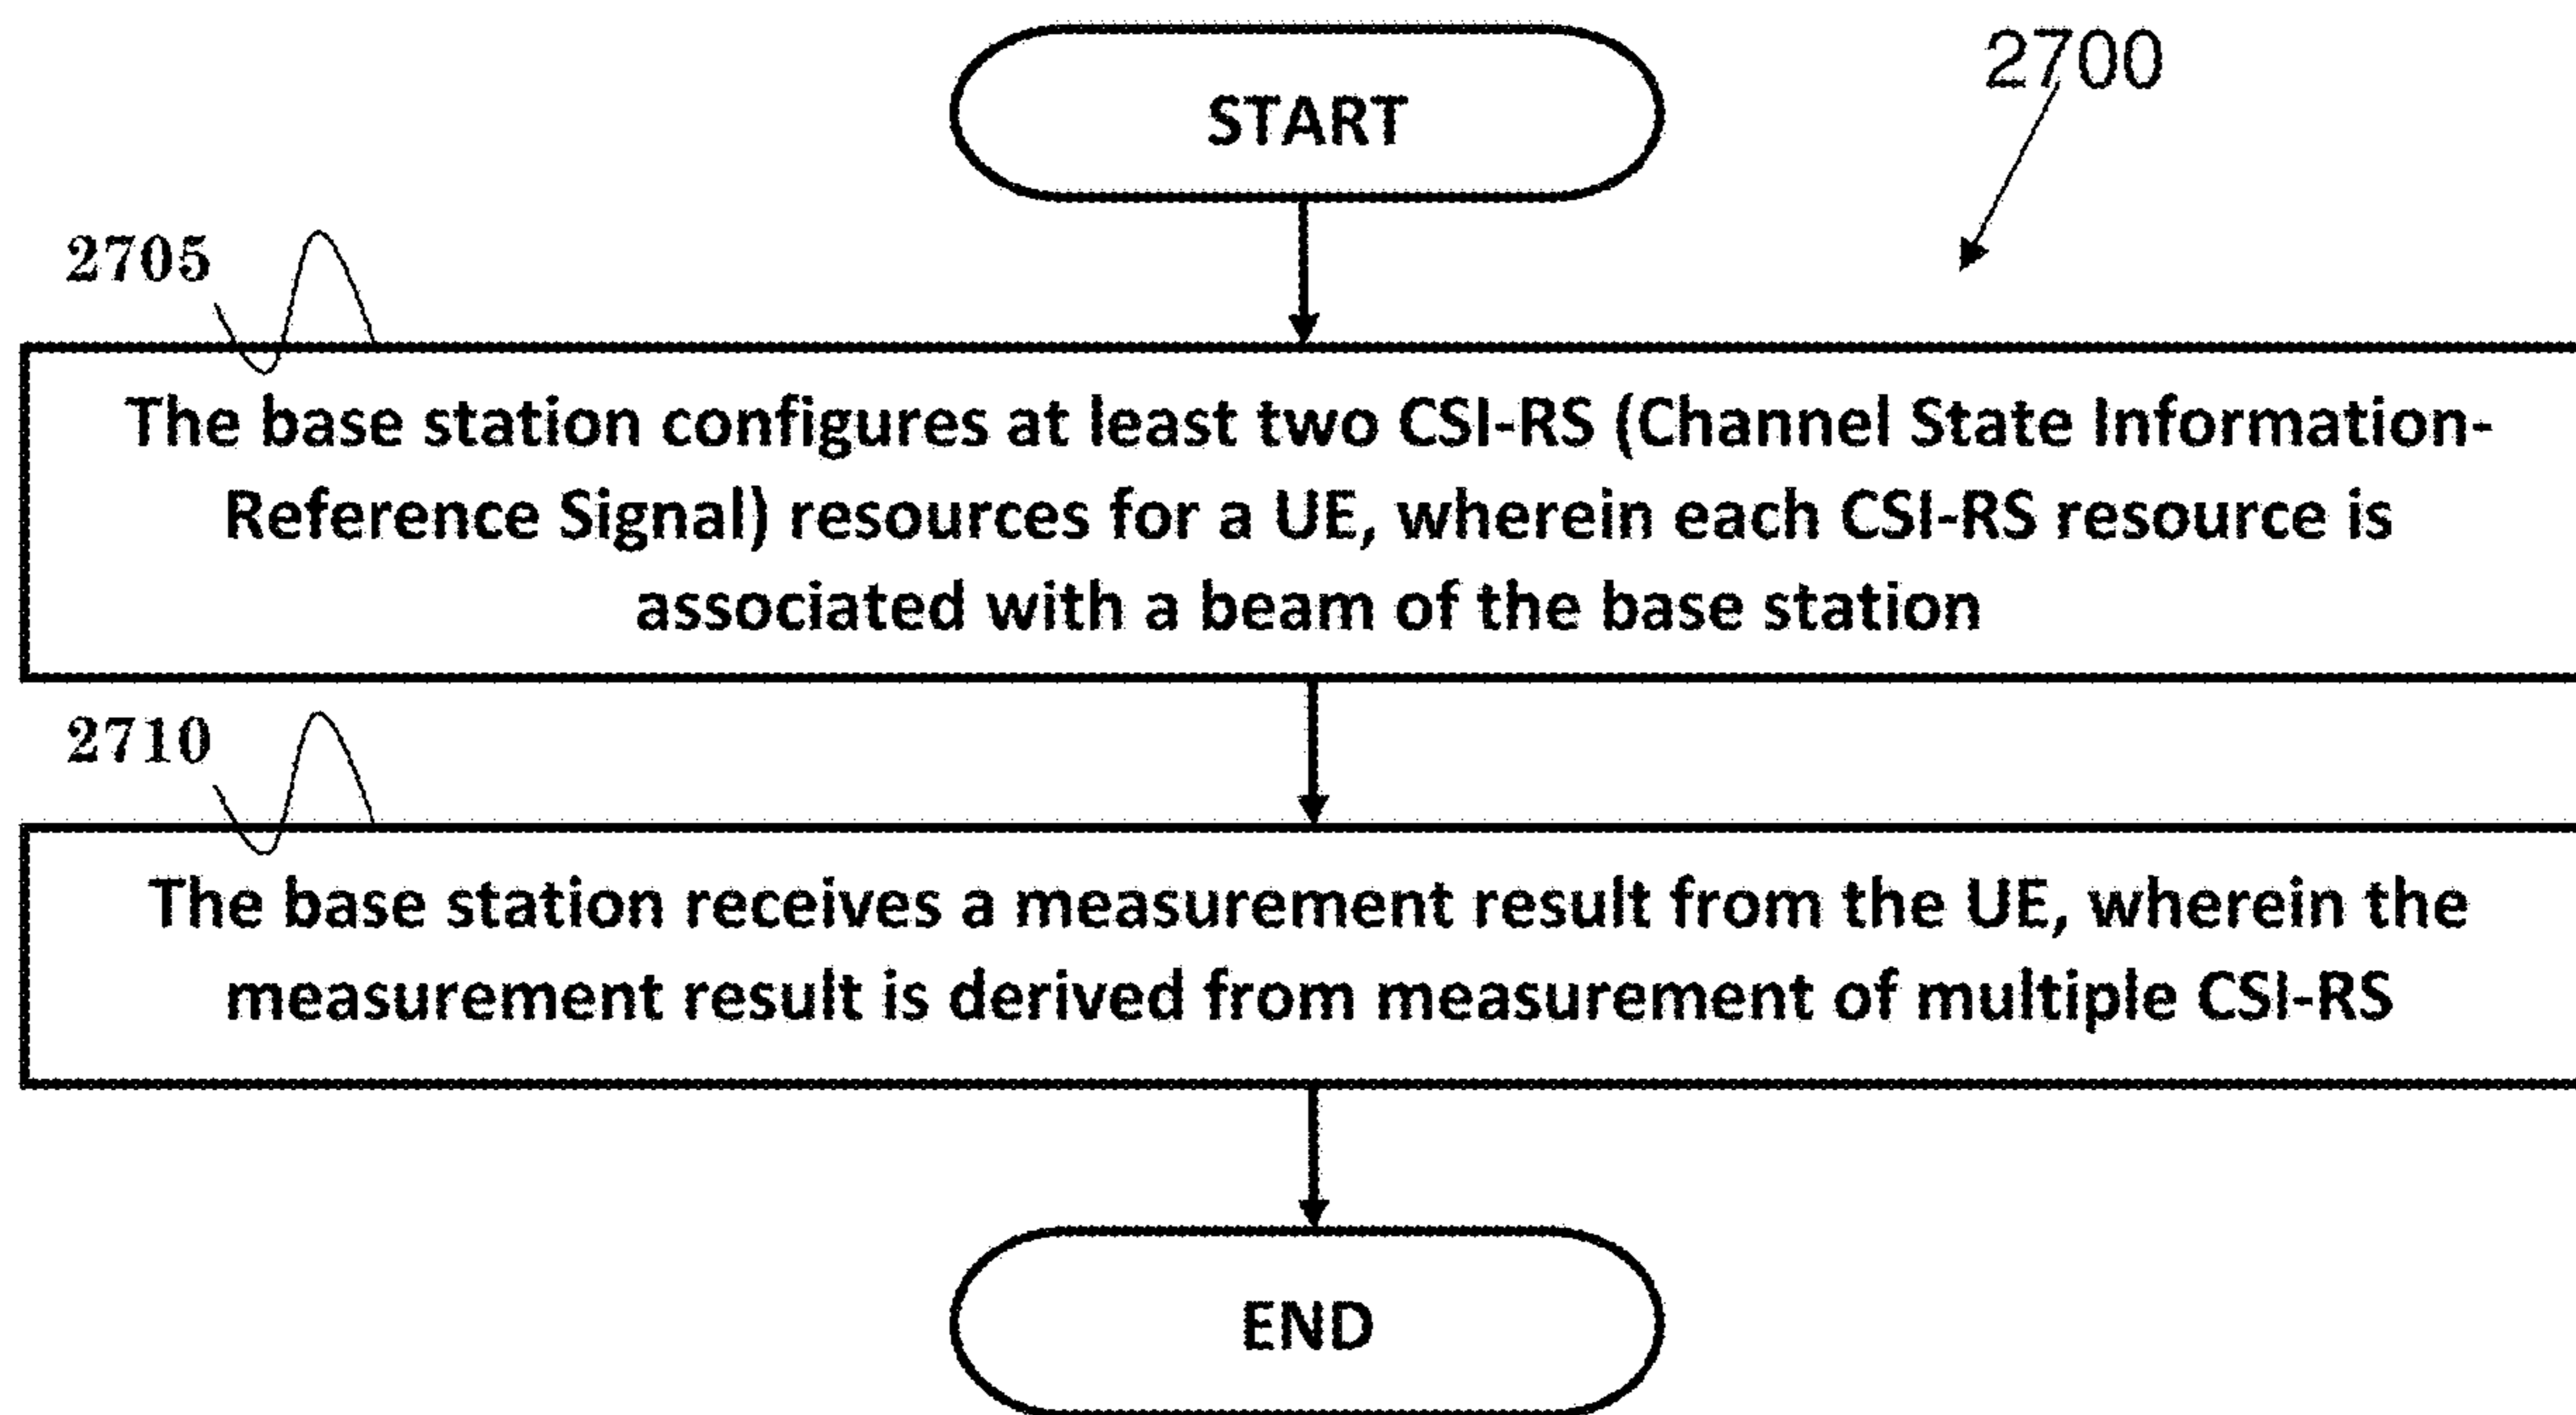 2700
START
2705
The base station configures at least two CSI-RS (Channel State Information-
Reference Signal) resources for a UE, wherein each CSI-RS resource is
associated with a beam of the base station
2710
The base station receives a measurement result from the UE, wherein the
measurement result is derived from measurement of multiple CSI-RS
END